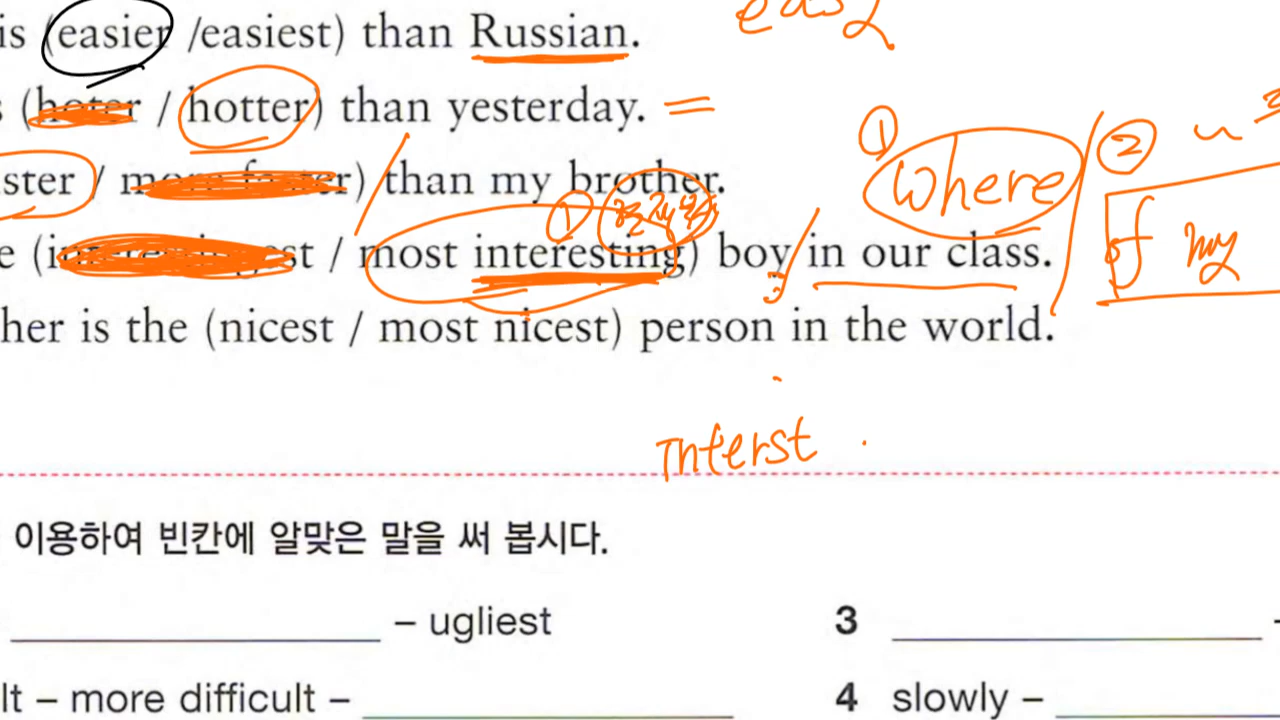 is (easier /easiest) than Russian.
(hoter / hotter) than yesterday. =
ster / more faster) than my brother.
① where / ②
e (interestingest / most interesting) boy in our class.
①
of my
her is the (nicest / most nicest) person in the world.
Interst
이용하여 빈칸에 알맞은 말을 써 봅시다.
– ugliest
3
lt – more difficult –
4 slowly –